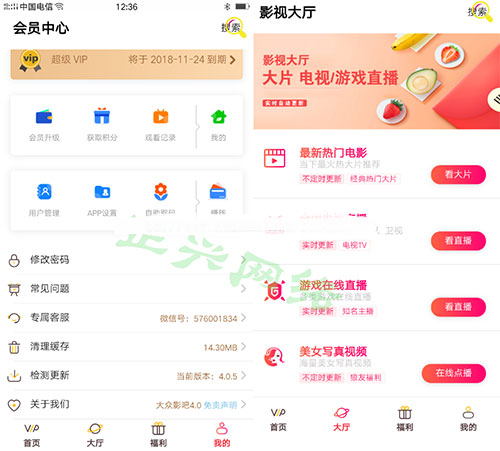 中国电信
12:36
会员中心
搜索
超级 VIP
将于 2018-11-24 到期
会员升级
获取积分
观看记录
我的
用户管理
APP设置
修改密码
常见问题
专属客服
微信号：576001834
清理缓存
14.30MB
检测更新
当前版本：4.0.5
关于我们
大众影吧4.0 免责声明
企兴网络
首页
大厅
福利
我的
影视大厅
搜索
影视大厅
大片 电视/游戏直播
实时自动更新
最新热门电影
当下最火热大片推荐
不定时更新
经典热门大片
看大片
卫视
实时更新
电视TV
看直播
游戏在线直播
各类游戏在线直播
实时更新
知名主播
看直播
美女写真视频
海量美女写真视频
不定时更新
狼友福利
在线点播
VIP
首页
大厅
福利
我的